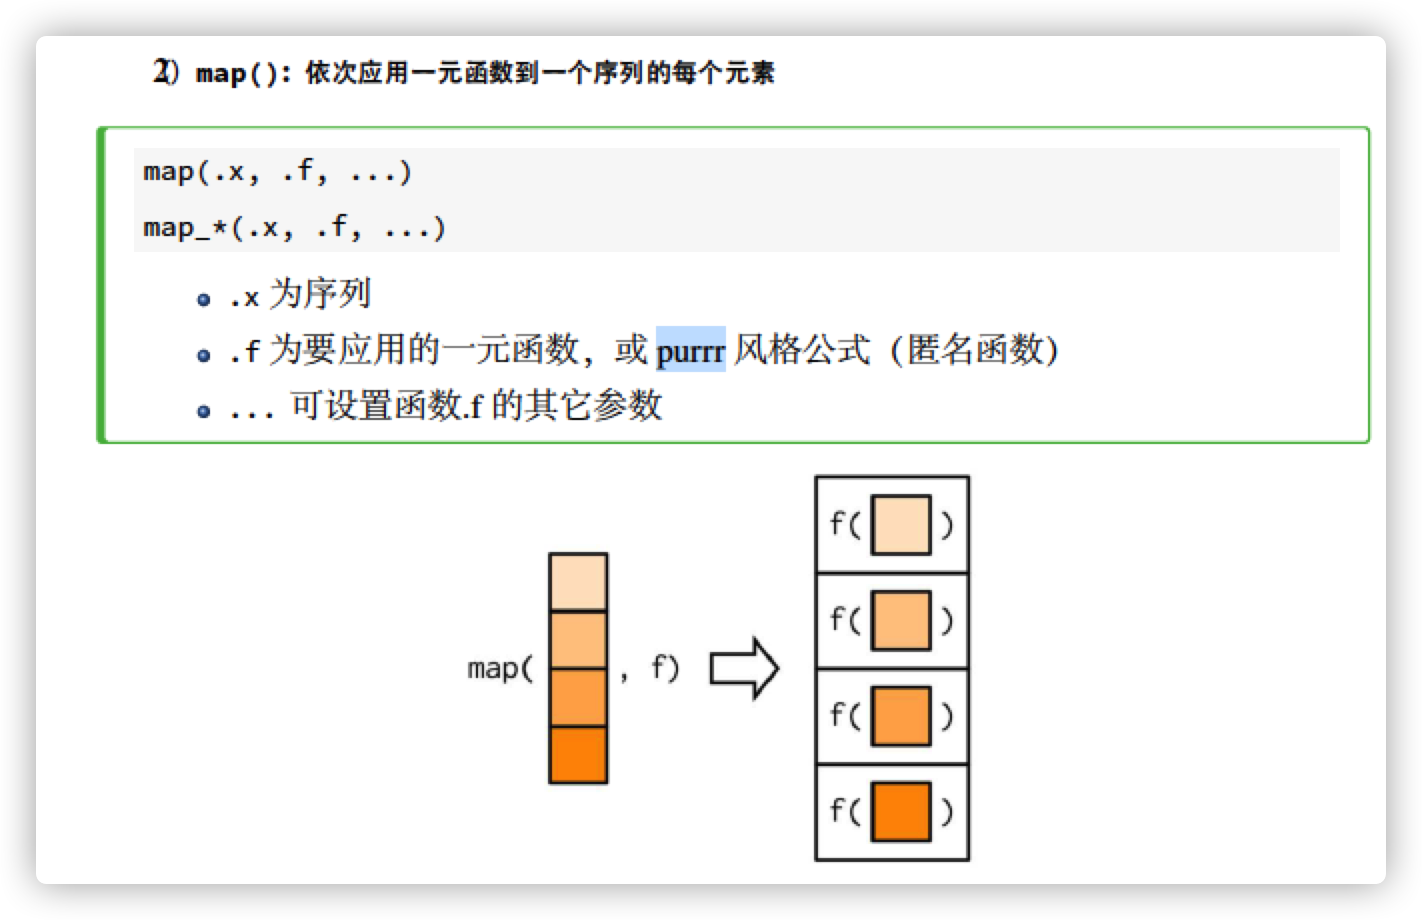 2) map(): 依次应用一元函数到一个序列的每个元素
map(.x, .f, ...)
map_*(.x, .f, ...)
.x 为序列
.f 为要应用的一元函数，或 purrr 风格公式（匿名函数）
... 可设置函数.f 的其它参数
f( )
f( )
map( , f)
f( )
f( )